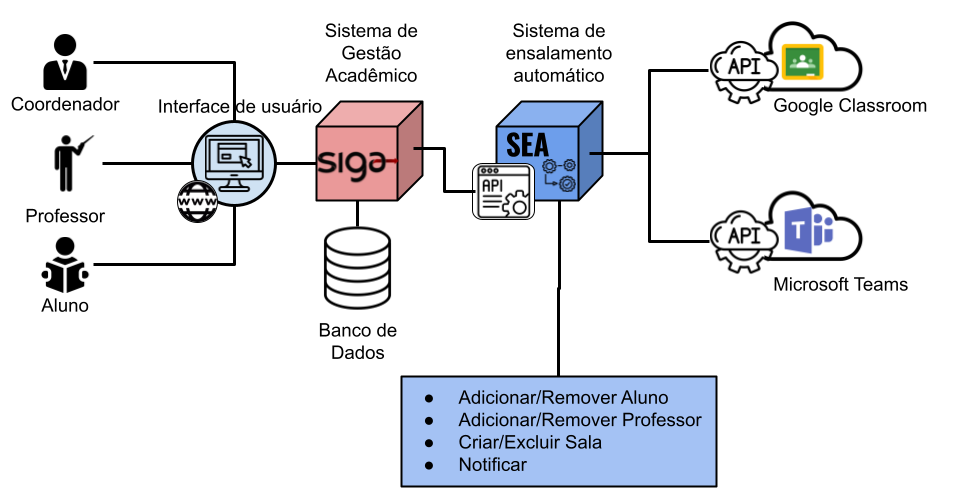 Sistema de
Gestão
Acadêmico
Sistema de
ensalamento
automático
API
Google Classroom
Coordenador
Interface de usuário
www
siga
SEA
API
Professor
Aluno
API
T
Microsoft Teams
Banco de
Dados
● Adicionar/Remover Aluno
● Adicionar/Remover Professor
● Criar/Excluir Sala
● Notificar